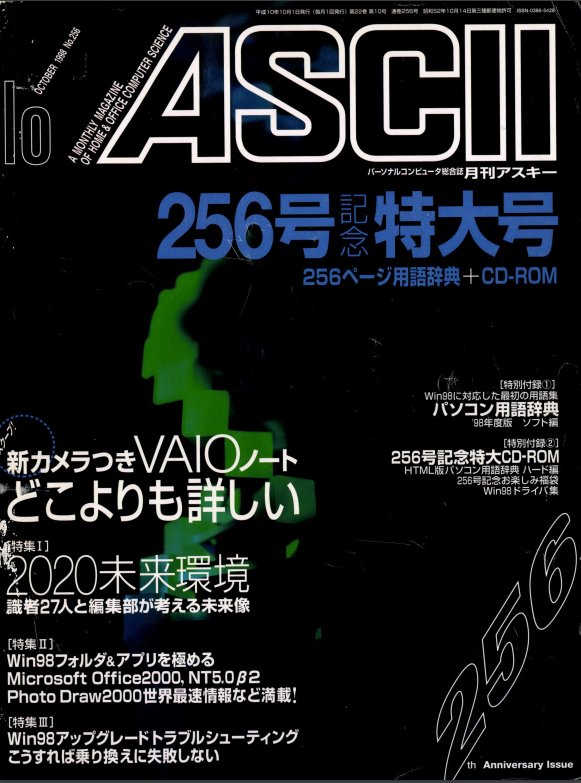 平成10年10月1日発行（毎月1回発行）第22巻 第10号 通巻256号 昭和52年10月14日第三種郵便物許可 ISSN-0386-5428
OCTOBER 1998 No.256
10
A MONTHLY MAGAZINE
OF HOME & OFFICE COMPUTER SCIENCE
ASCII
パーソナルコンピュータ総合誌 月刊アスキー
256号記念特大号
256ページ用語辞典＋CD-ROM
[特別付録①]
Win98に対応した最初の用語集
パソコン用語辞典
'98年度版 ソフト編
[特別付録②]
256号記念特大CD-ROM
HTML版パソコン用語辞典 ハード編
256号記念お楽しみ福袋
Win98ドライバ集
新カメラつきVAIOノート
どこよりも詳しい
[特集Ⅰ]
2020未来環境
識者27人と編集部が考える未来像
[特集Ⅱ]
Win98フォルダ&アプリを極める
Microsoft Office2000, NT5.0β2
Photo Draw2000世界最速情報など満載!
[特集Ⅲ]
Win98アップグレードトラブルシューティング
こうすれば乗り換えに失敗しない
256
th Anniversary Issue